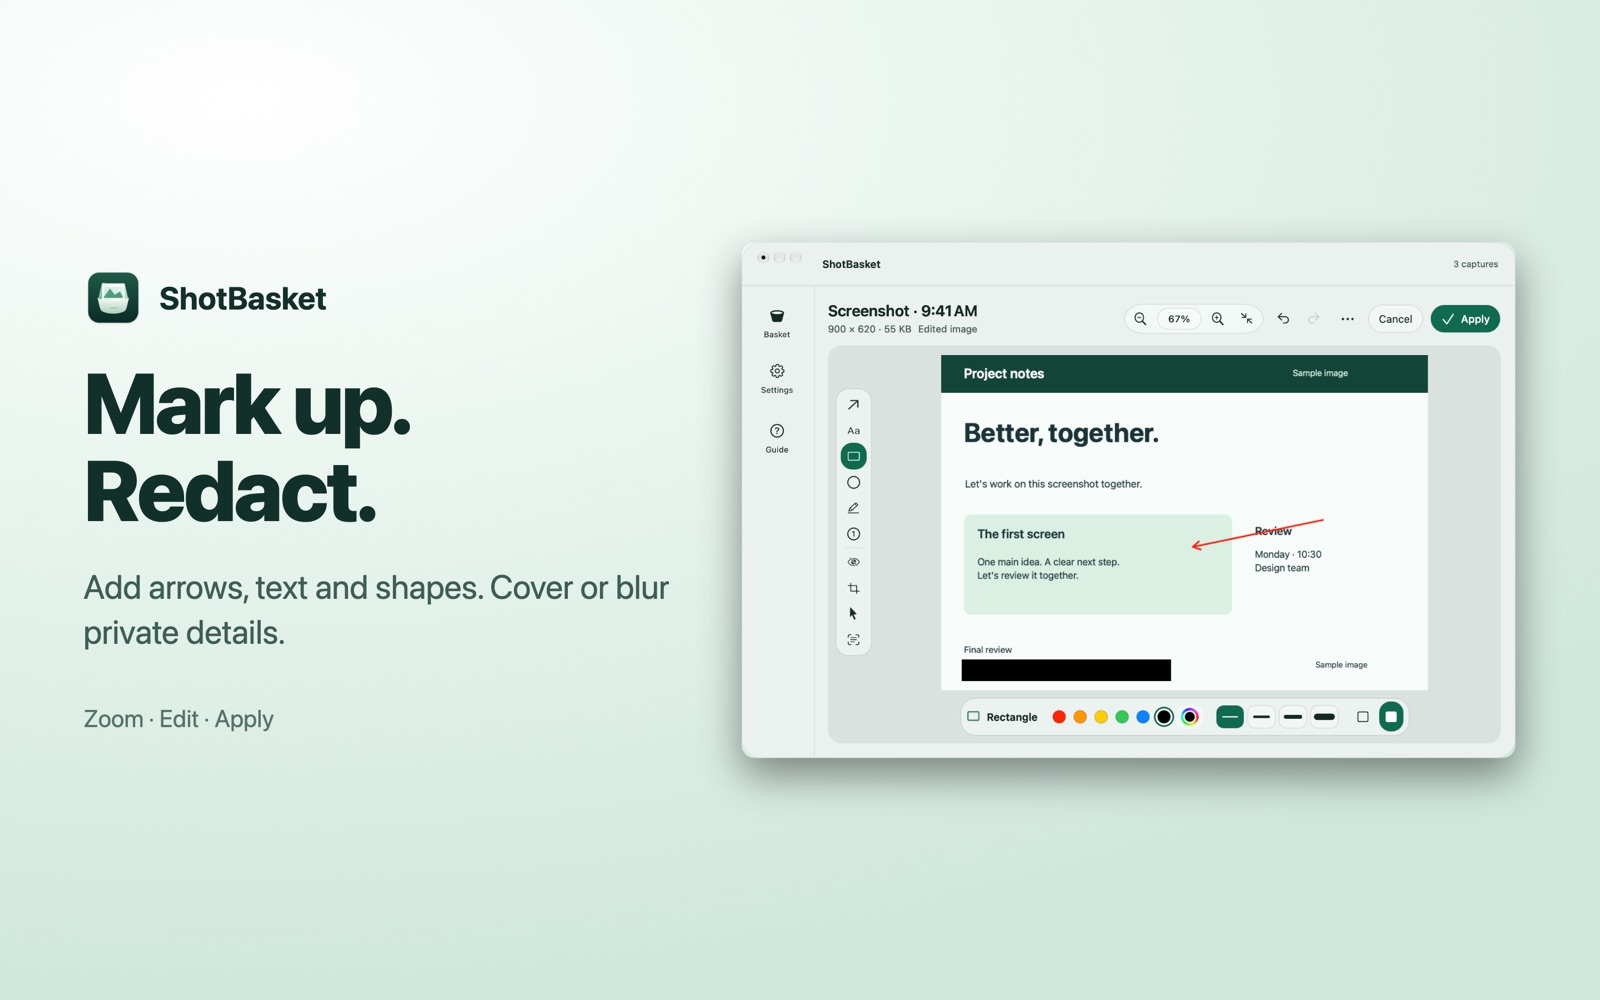 ShotBasket
Mark up.
Redact.
Add arrows, text and shapes. Cover or blur
private details.
Zoom · Edit · Apply
ShotBasket
3 captures
Basket
Settings
Guide
Screenshot · 9:41 AM
900 × 620 · 55 KB Edited image
67%
Cancel
Apply
Aa
1
Project notes
Sample image
Better, together.
Let's work on this screenshot together.
The first screen
One main idea. A clear next step.
Let's review it together.
Review
Monday · 10:30
Design team
Final review
Sample image
Rectangle